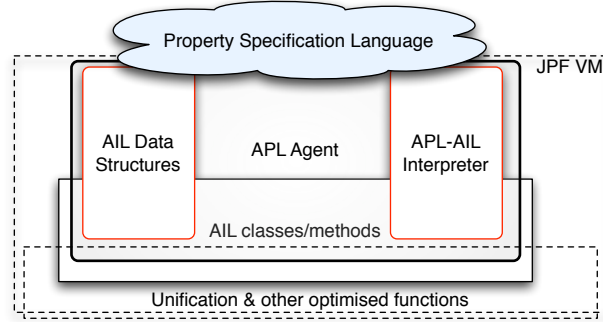 Property Specification Language
JPF VM
AIL Data
Structures
APL Agent
APL-AIL
Interpreter
AIL classes/methods
Unification & other optimised functions